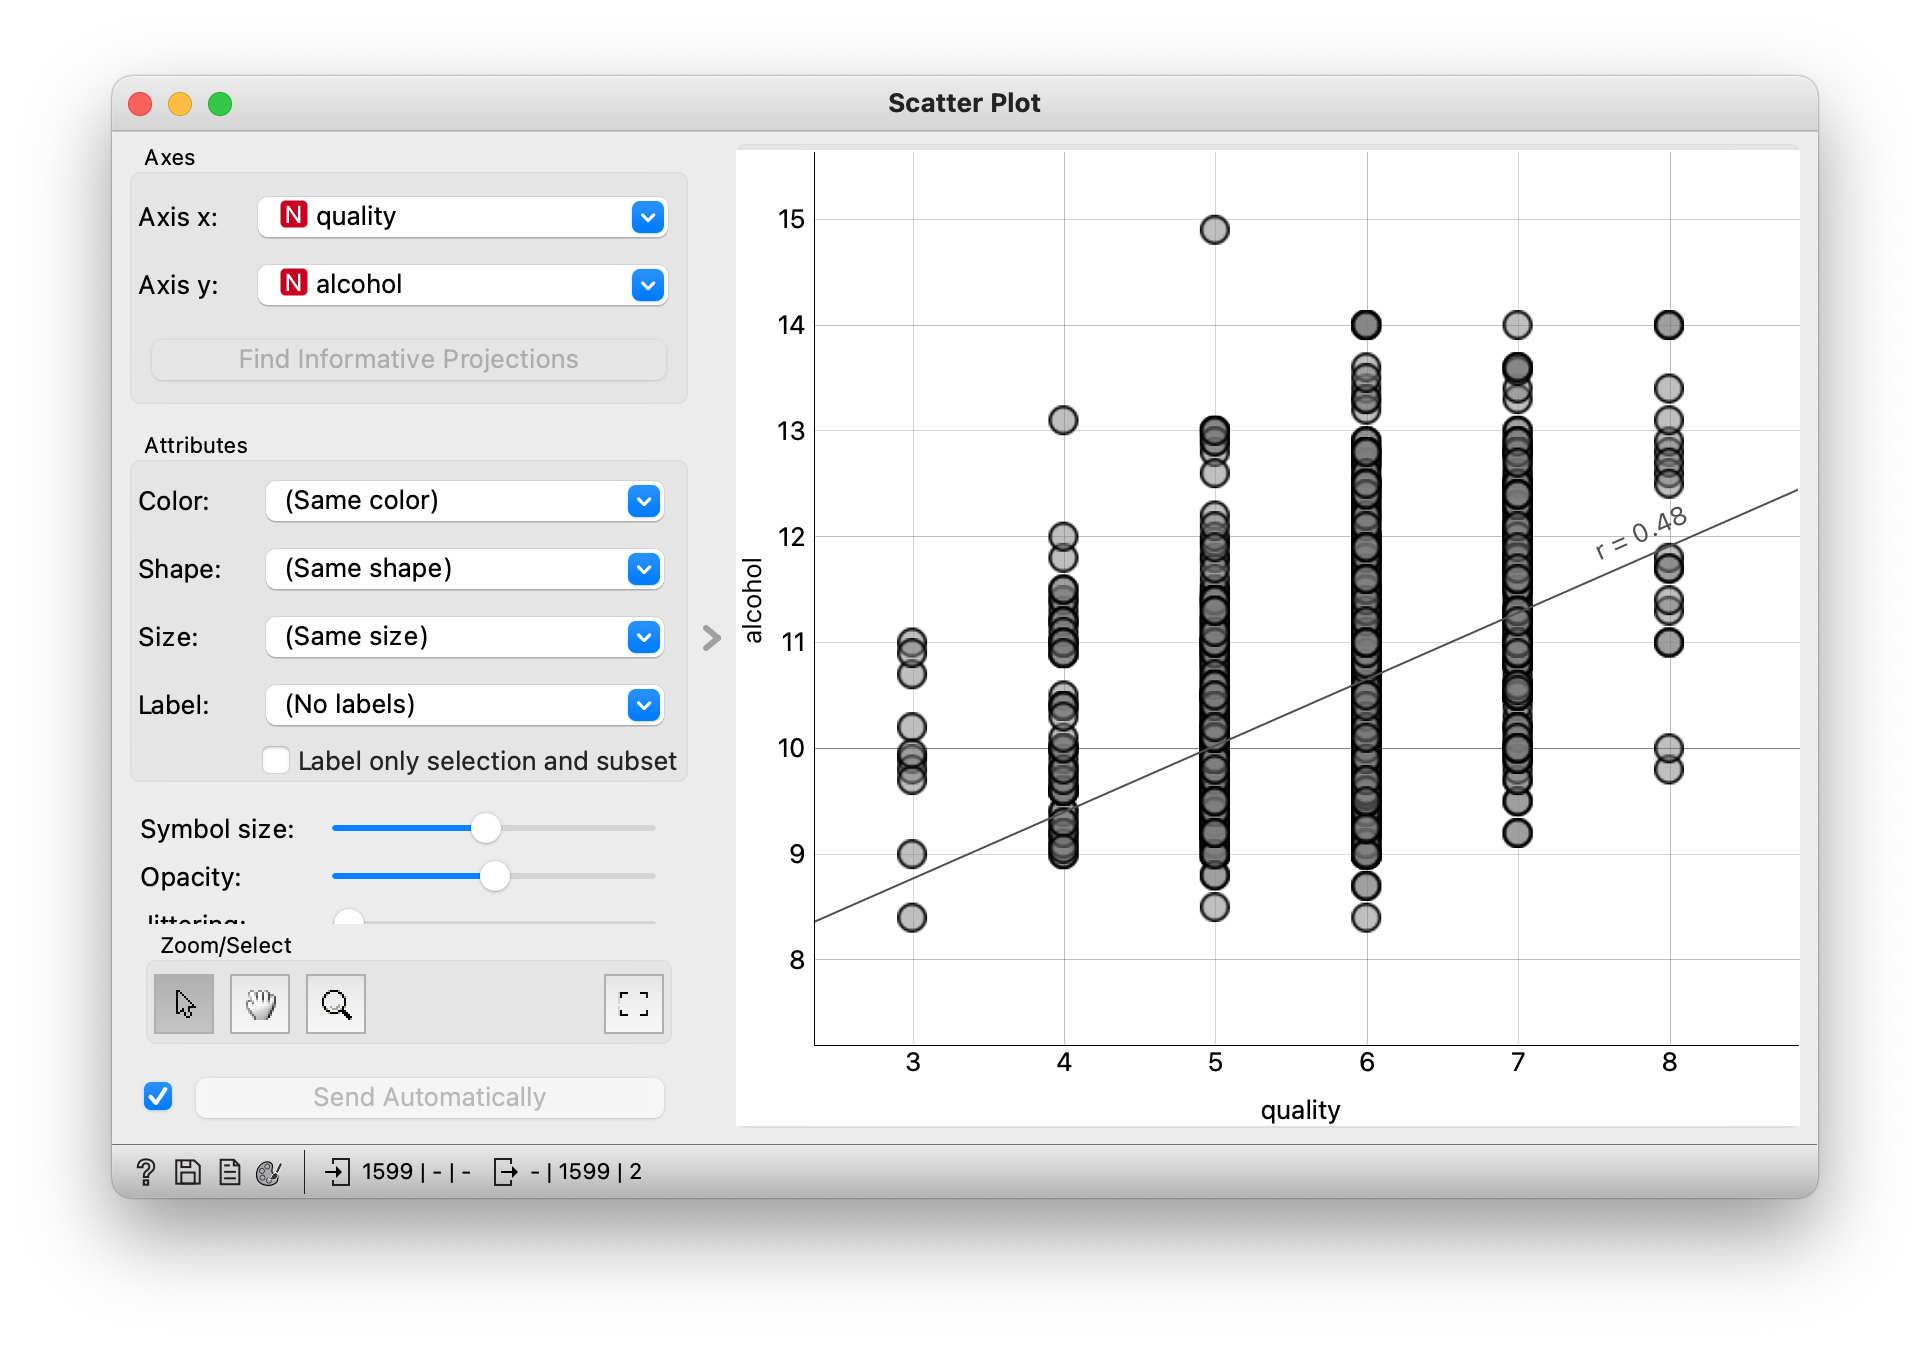 Scatter Plot
Axes
Axis x: N quality
Axis y: N alcohol
Find Informative Projections
Attributes
Color: (Same color)
Shape: (Same shape)
Size: (Same size)
Label: (No labels)
Label only selection and subset
Symbol size:
Opacity:
Jittering:
Zoom/Select
Send Automatically
? 1599 | - | - - | 1599 | 2
15
14
13
12
11
10
9
8
alcohol
r = 0.48
3 4 5 6 7 8
quality